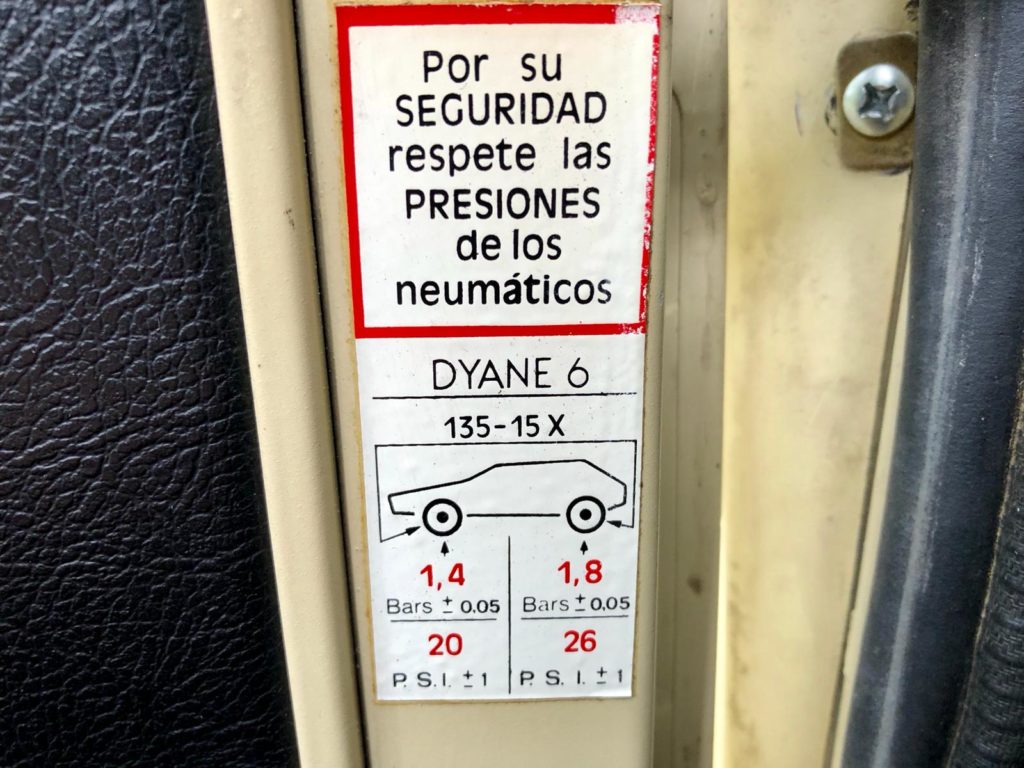 Por su
SEGURIDAD
respete las
PRESIONES
de los
neumáticos
DYANE 6
135-15 X
1,4 1,8
Bars ± 0,05 Bars ± 0,05
20 26
P. S. I. ± 1 P. S. I. ± 1